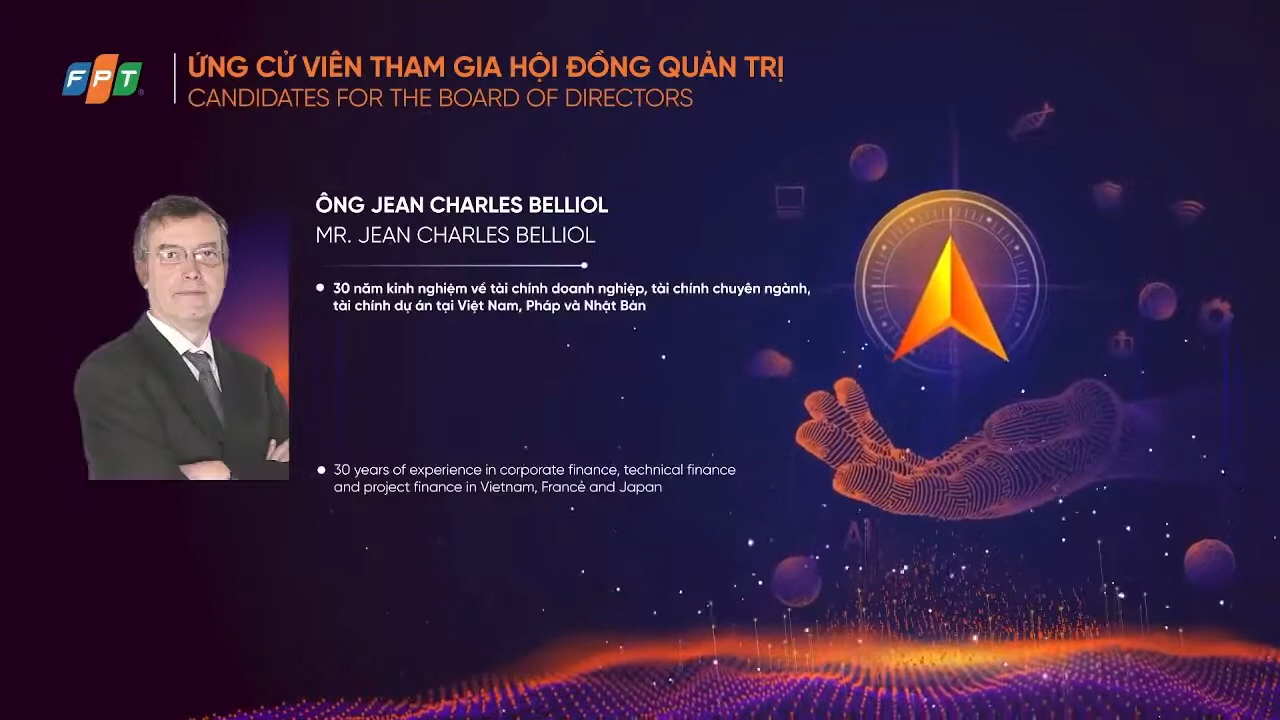 FPT
ỨNG CỬ VIÊN THAM GIA HỘI ĐỒNG QUẢN TRỊ
CANDIDATES FOR THE BOARD OF DIRECTORS
ÔNG JEAN CHARLES BELLIOL
MR. JEAN CHARLES BELLIOL
30 năm kinh nghiệm về tài chính doanh nghiệp, tài chính chuyên ngành,
tài chính dự án tại Việt Nam, Pháp và Nhật Bản
30 years of experience in corporate finance, technical finance
and project finance in Vietnam, France and Japan
AI